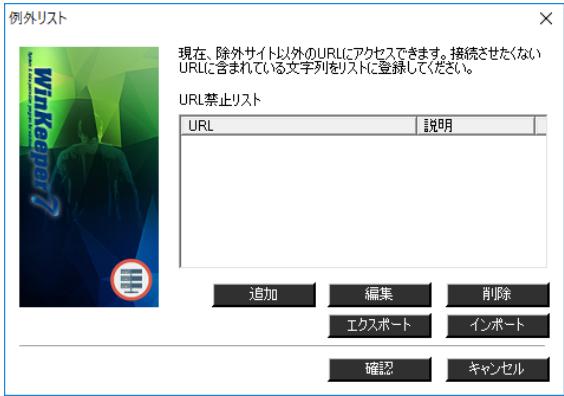 例外リスト
WinKeeper7
現在、除外サイト以外のURLにアクセスできます。接続させたくない
URLに含まれている文字列をリストに登録してください。
URL禁止リスト
URL 説明
追加 編集 削除
エクスポート インポート
確認 キャンセル